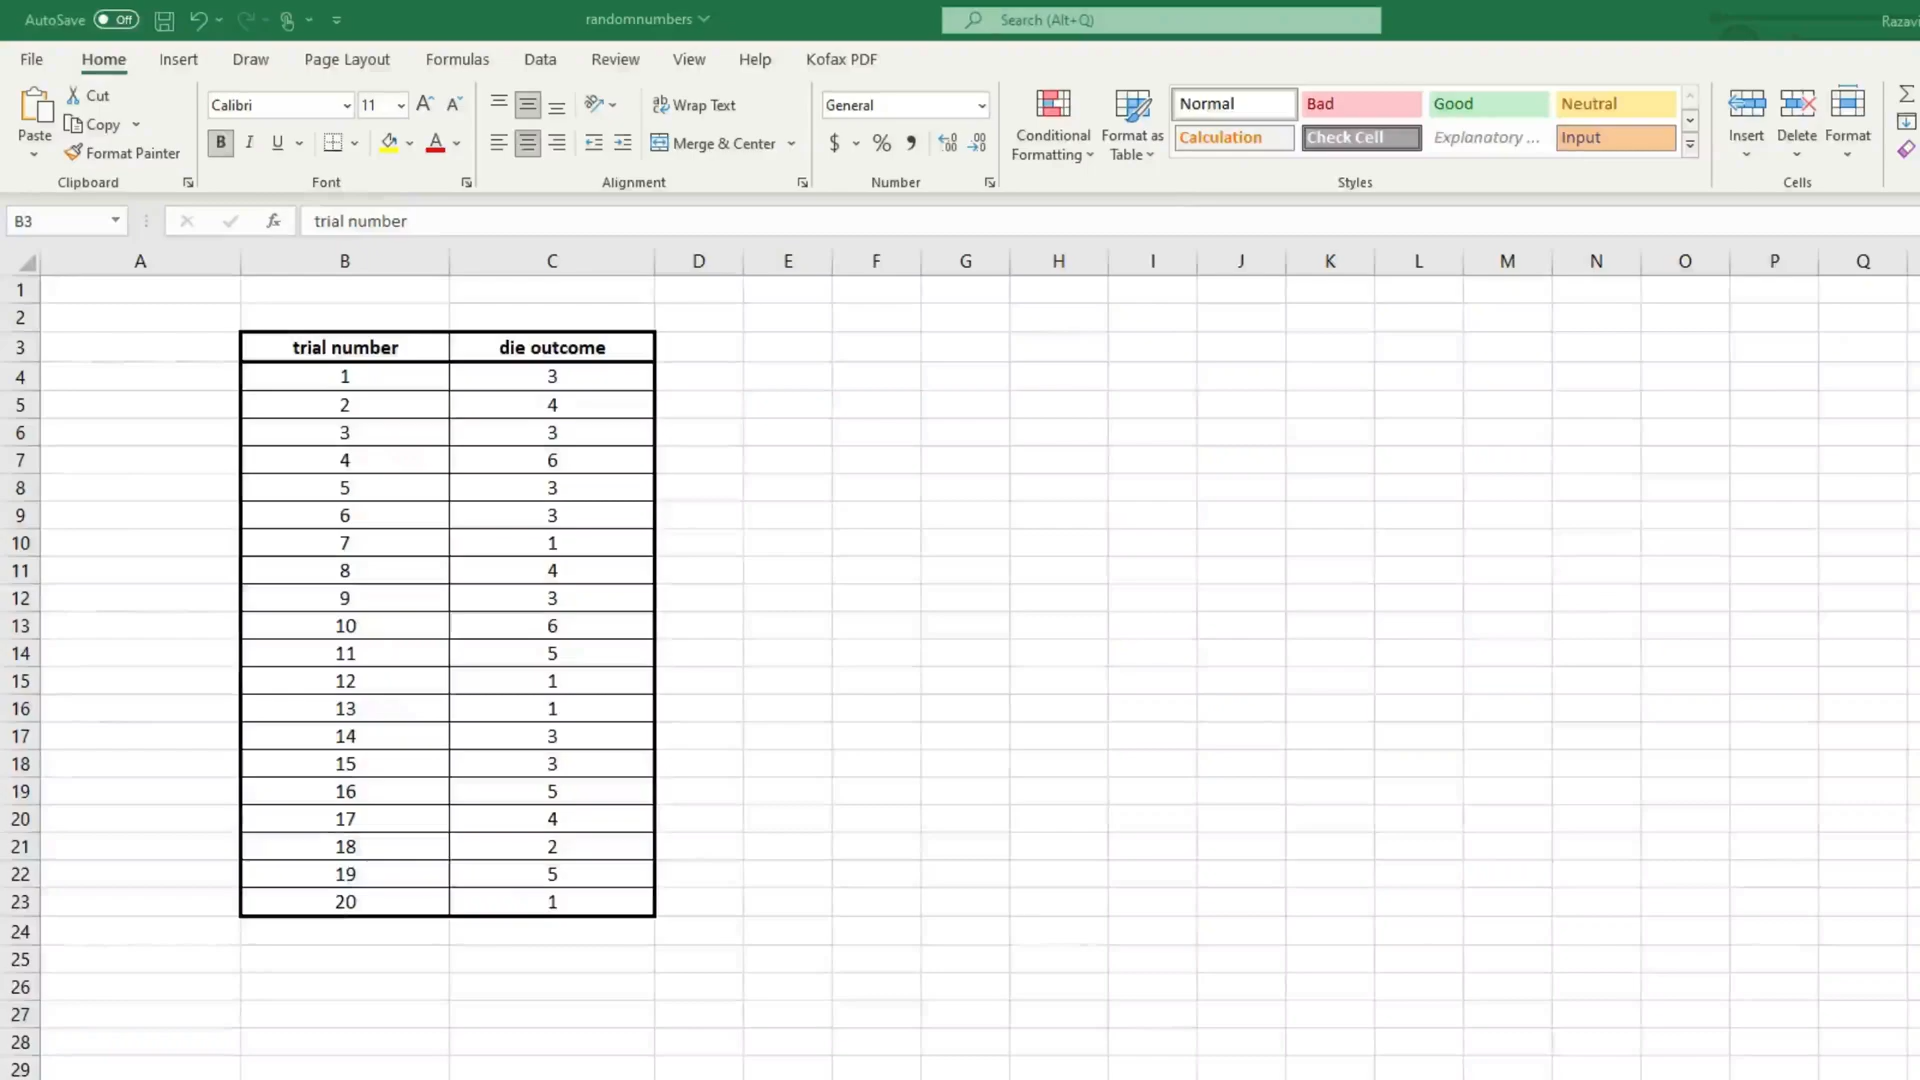 AutoSave Off randomnumbers Search (Alt+Q) Razavi
File Home Insert Draw Page Layout Formulas Data Review View Help Kofax PDF
Paste Cut Calibri 11 Wrap Text General Conditional Formatting Format as Table Normal Bad Good Neutral Insert Delete Format
Copy
Format Painter B I U Merge & Center $ % , Calculation Check Cell Explanatory ... Input
Clipboard Font Alignment Number Styles Cells
B3 fx trial number
A B C D E F G H I J K L M N O P Q
1
2
3 trial number die outcome
4 1 3
5 2 4
6 3 3
7 4 6
8 5 3
9 6 3
10 7 1
11 8 4
12 9 3
13 10 6
14 11 5
15 12 1
16 13 1
17 14 3
18 15 3
19 16 5
20 17 4
21 18 2
22 19 5
23 20 1
24
25
26
27
28
29